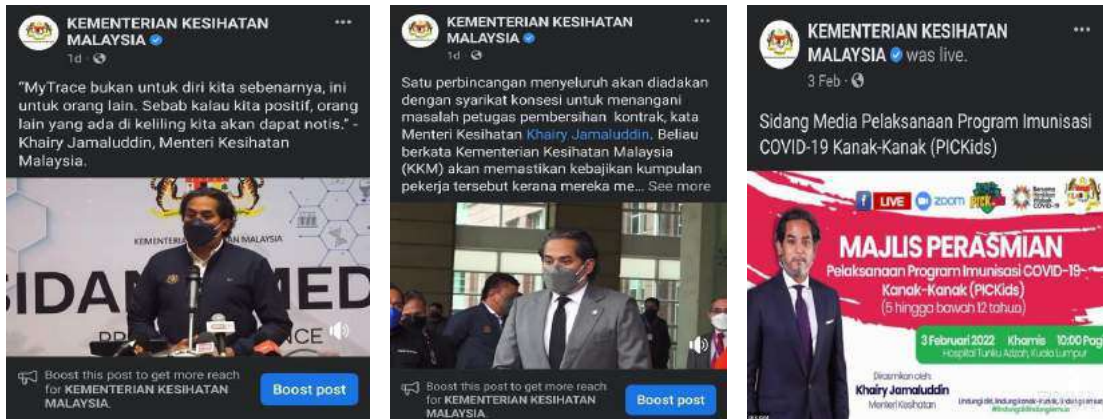 KEMENTERIAN KESIHATAN
MALAYSIA
1d
"MyTrace bukan untuk diri kita sebenarnya, ini
untuk orang lain. Sebab kalau kita positif, orang
lain yang ada di keliling kita akan dapat notis." -
Khairy Jamaluddin, Menteri Kesihatan
Malaysia.
KEMENTERIAN KESIHATAN MALAYSIA
SIDANG MED
Boost this post to get more reach
for KEMENTERIAN KESIHATAN
MALAYSIA.
Boost post
KEMENTERIAN KESIHATAN
MALAYSIA
1d
Satu perbincangan menyeluruh akan diadakan
dengan syarikat konsesi untuk menangani
masalah petugas pembersihan kontrak, kata
Menteri Kesihatan Khairy Jamaluddin. Beliau
berkata Kementerian Kesihatan Malaysia
(KKM) akan memastikan kebajikan kumpulan
pekerja tersebut kerana mereka me... See more
Boost this post to get more reach
for KEMENTERIAN KESIHATAN
MALAYSIA.
Boost post
KEMENTERIAN KESIHATAN
MALAYSIA was live.
3 Feb
Sidang Media Pelaksanaan Program Imunisasi
COVID-19 Kanak-Kanak (PICKids)
f LIVE zoom
MAJLIS PERASMIAN
Pelaksanaan Program Imunisasi COVID-19
Kanak-Kanak (PICKids)
(5 hingga bawah 12 tahun)
3 Februari 2022 Khamis 10:00 Pag
Hospital Tunku Azizah, Kuala Lumpur
Dirasmikan oleh:
Khairy Jamaluddin
Menteri Kesihatan